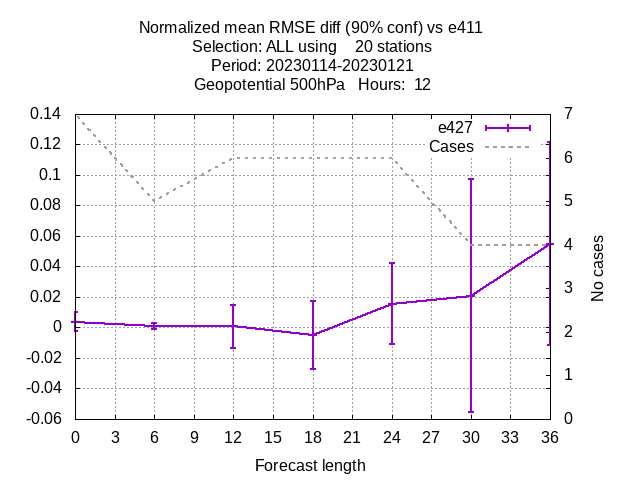 Normalized mean RMSE diff (90% conf) vs e411
Selection: ALL using    20 stations
Period: 20230114-20230121
Geopotential 500hPa   Hours:  12
e427
Cases
0.14
0.12
0.1
0.08
0.06
0.04
0.02
0
-0.02
-0.04
-0.06
7
6
5
4
3
2
1
0
No cases
0 3 6 9 12 15 18 21 24 27 30 33 36
Forecast length